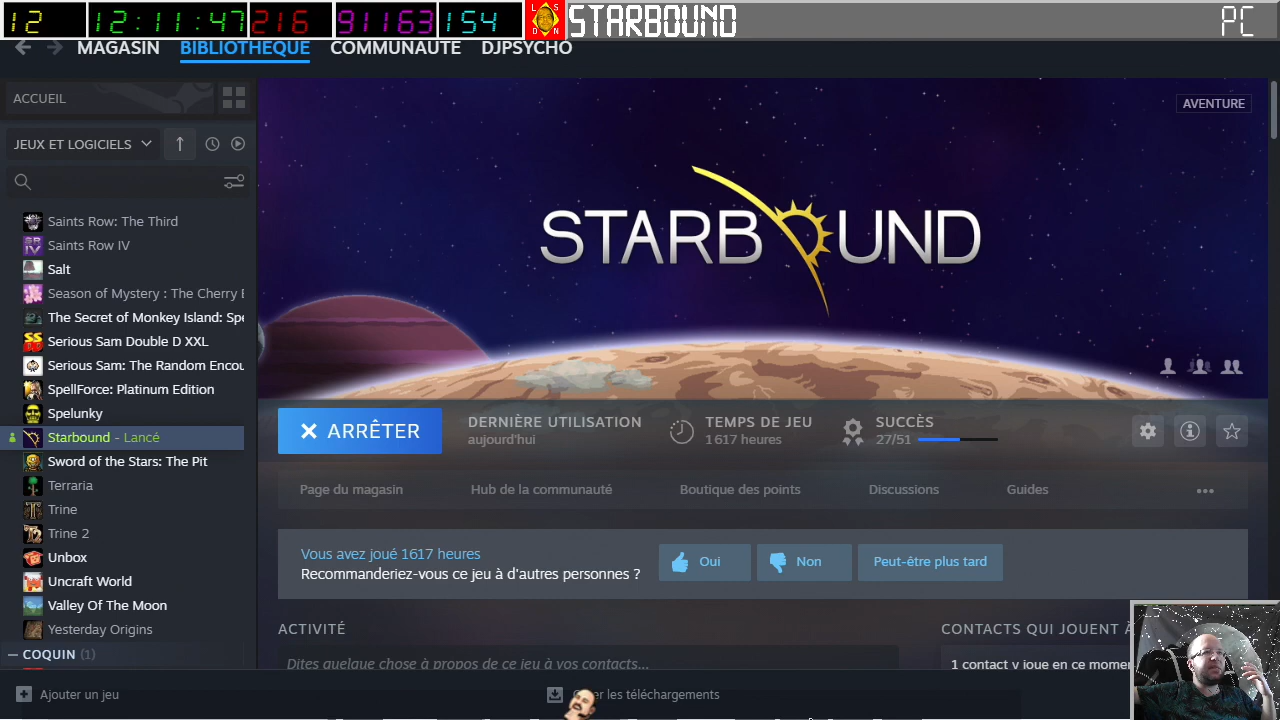 12
12:11:47
216
91163
154
L S
D N
STARBOUND
PC
MAGASIN
BIBLIOTHÈQUE
COMMUNAUTÉ
DJPSYCHO
ACCUEIL
AVENTURE
JEUX ET LOGICIELS
STARBOUND
Saints Row: The Third
Saints Row IV
Salt
Season of Mystery : The Cherry E
The Secret of Monkey Island: Spe
Serious Sam Double D XXL
Serious Sam: The Random Encou
SpellForce: Platinum Edition
Spelunky
Starbound - Lancé
Sword of the Stars: The Pit
Terraria
Trine
Trine 2
Unbox
Uncraft World
Valley Of The Moon
Yesterday Origins
COQUIN (1)
ARRÊTER
DERNIÈRE UTILISATION
aujourd'hui
TEMPS DE JEU
1 617 heures
SUCCÈS
27/51
Page du magasin
Hub de la communauté
Boutique des points
Discussions
Guides
Vous avez joué 1617 heures
Recommanderiez-vous ce jeu à d'autres personnes ?
Oui
Non
Peut-être plus tard
ACTIVITÉ
CONTACTS QUI JOUENT À
Dites quelque chose à propos de ce jeu à vos contacts...
1 contact y joue en ce momen
Ajouter un jeu
les téléchargements